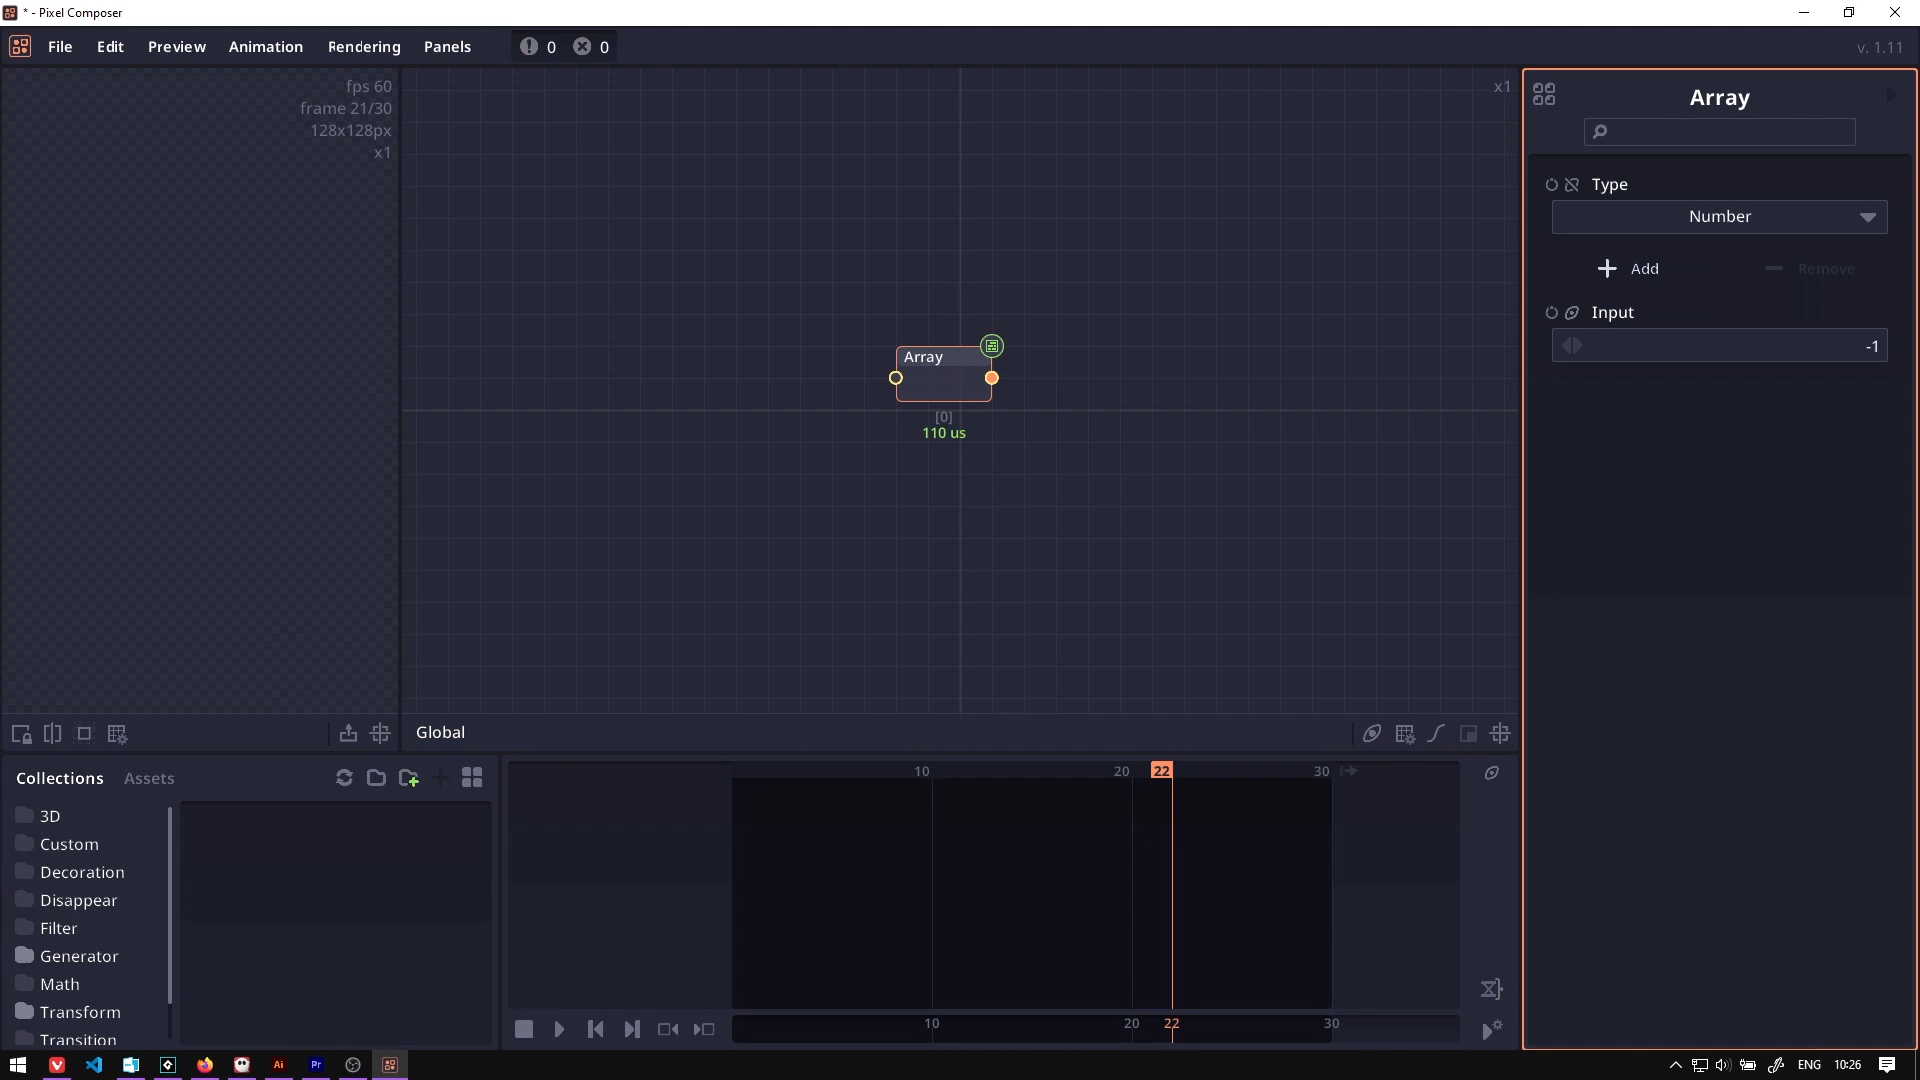 * - Pixel Composer
File Edit Preview Animation Rendering Panels 0 0 v. 1.11
fps 60
frame 21/30
128x128px
x1
x1
Array
[0]
110 us
Global
Array
Type
Number
Add Remove
Input
-1
Collections Assets
3D
Custom
Decoration
Disappear
Filter
Generator
Math
Transform
Transition
10 20 22 30
10 20 22 30
Ai Pr ENG 10:26